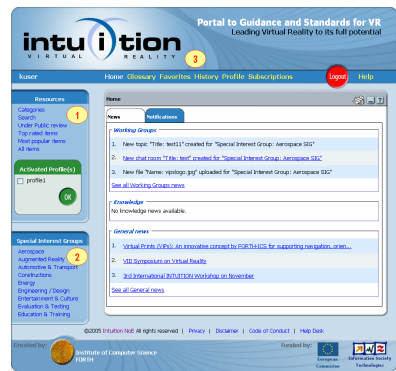 Portal to Guidance and Standards for VR
Leading Virtual Reality to its full potential
intu i tion
VIRTUAL REALITY
3
kuser
Home Glossary Favorites History Profile Subscriptions
Logout
Help
Resources
Categories
Search
Under Public review
Top rated items
Most popular items
All items
1
Activated Profile(s)
profile1
OK
Special Interest Groups
Aerospace
Augmented Reality
Automotive & Transport
Constructions
Energy
Engineering / Design
Entertainment & Culture
Evaluation & Testing
Education & Training
2
Home
News
Notifications
Working Groups
1. New topic "Title: test11" created for "Special Interest Group: Aerospace SIG"
2. New chat room "Title: test" created for "Special Interest Group: Aerospace SIG"
3. New file "Name: vipslogo.jpg" uploaded for "Special Interest Group: Aerospace SIG"
See all Working Groups news
Knowledge
No knowledge news available.
General news
1. Virtual Prints (VIPs): An innovative concept by FORTH-ICS for supporting navigation, orien...
2. VIII Symposium on Virtual Reality
3. 3rd International INTUITION Workshop on November
See all General news
©2005 Intuition NoE All rights reserved | Privacy | Disclaimer | Code of Conduct | Help Desk
Created by:
Institute of Computer Science
FORTH
Funded by:
European
Commission
Information Society
Technologies